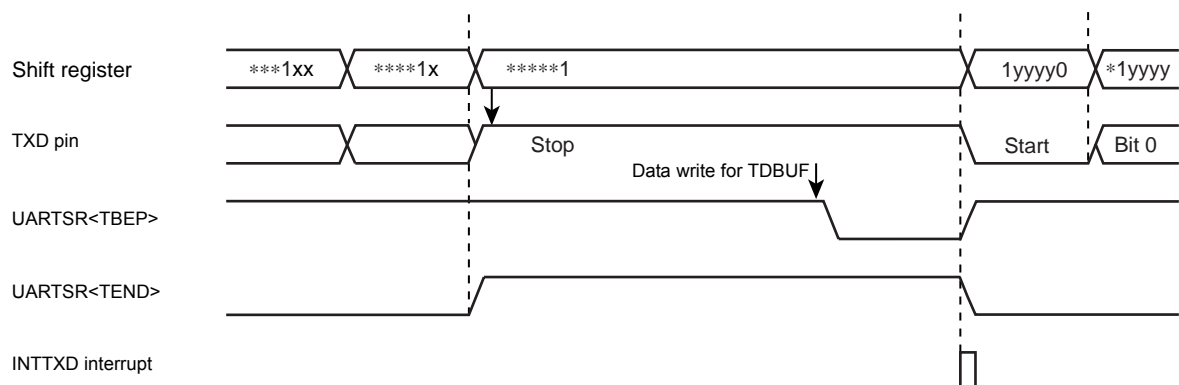 Shift register ***1xx ****1x *****1 1yyyy0 *1yyyy
TXD pin Stop Start Bit 0
Data write for TDBUF
UARTSR<TBEP>
UARTSR<TEND>
INTTXD interrupt